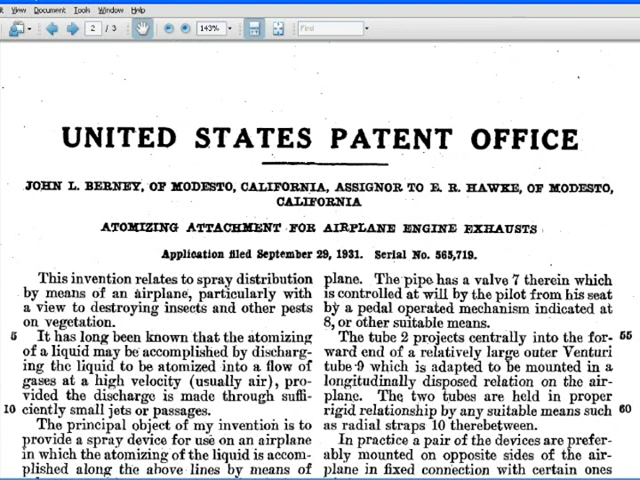 View Document Tools Window Help
2 / 3 143% Find
UNITED STATES PATENT OFFICE
JOHN L. BERNEY, OF MODESTO, CALIFORNIA, ASSIGNOR TO E. R. HAWKE, OF MODESTO,
CALIFORNIA
ATOMIZING ATTACHMENT FOR AIRPLANE ENGINE EXHAUSTS
Application filed September 29, 1931. Serial No. 565,719.
This invention relates to spray distribution
by means of an airplane, particularly with
a view to destroying insects and other pests
on vegetation.
5 It has long been known that the atomizing
of a liquid may be accomplished by discharg-
ing the liquid to be atomized into a flow of
gases at a high velocity (usually air), pro-
vided the discharge is made through suffi-
10 ciently small jets or passages.
The principal object of my invention is to
provide a spray device for use on an airplane
in which the atomizing of the liquid is accom-
plished along the above lines by means of
plane. The pipe has a valve 7 therein which
is controlled at will by the pilot from his seat
by a pedal operated mechanism indicated at
8, or other suitable means.
The tube 2 projects centrally into the for- 55
ward end of a relatively large outer Venturi
tube 9 which is adapted to be mounted in a
longitudinally disposed relation on the air-
plane. The two tubes are held in proper
rigid relationship by any suitable means such 60
as radial straps 10 therebetween.
In practice a pair of the devices are prefer-
ably mounted on opposite sides of the air-
plane in fixed connection with certain ones